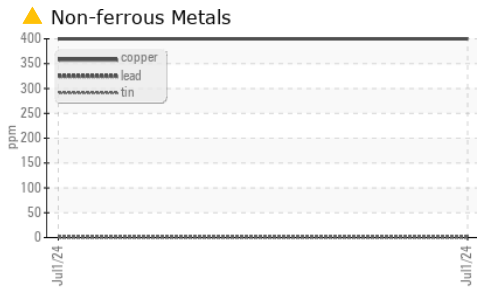 Non-ferrous Metals
400
350
300
250
200
150
100
50
0
ppm
copper
lead
tin
Jul1/24
Jul1/24